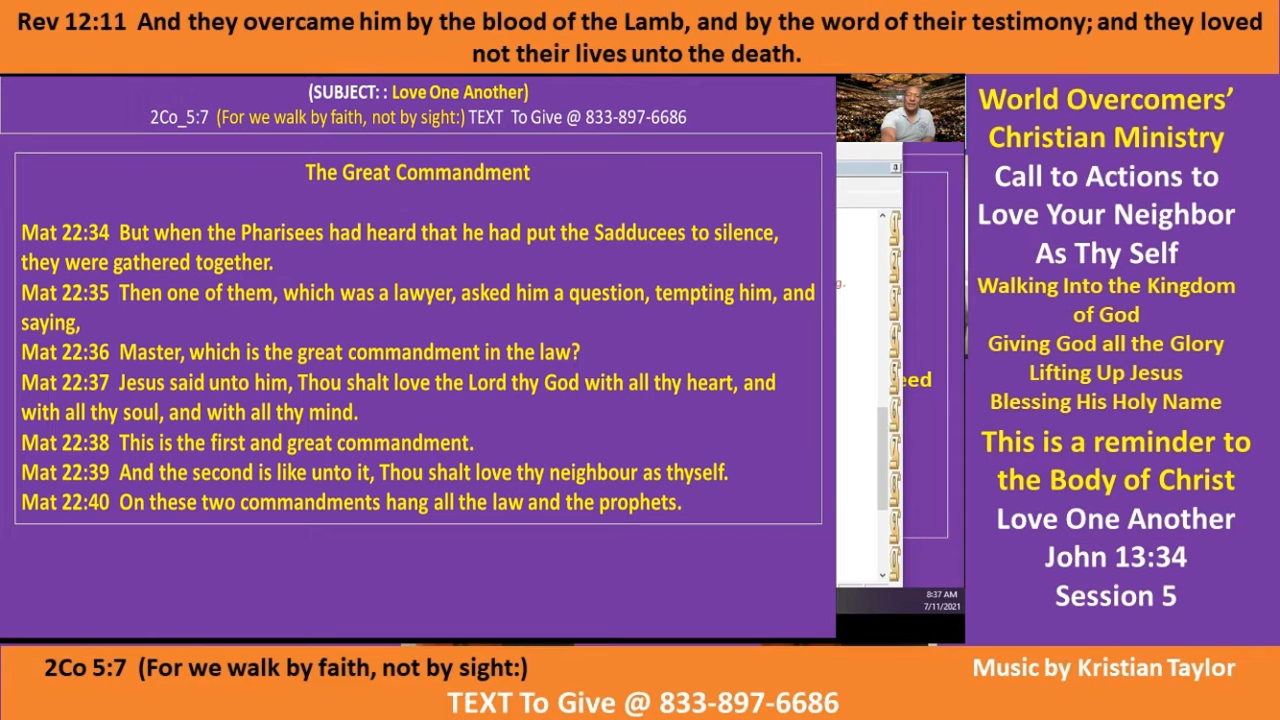 Rev 12:11  And they overcame him by the blood of the Lamb, and by the word of their testimony; and they loved
not their lives unto the death.
(SUBJECT: : Love One Another)
2Co_5:7  (For we walk by faith, not by sight:) TEXT  To Give @ 833-897-6686
The Great Commandment
Mat 22:34  But when the Pharisees had heard that he had put the Sadducees to silence,
they were gathered together.
Mat 22:35  Then one of them, which was a lawyer, asked him a question, tempting him, and
saying,
Mat 22:36  Master, which is the great commandment in the law?
Mat 22:37  Jesus said unto him, Thou shalt love the Lord thy God with all thy heart, and
with all thy soul, and with all thy mind.
Mat 22:38  This is the first and great commandment.
Mat 22:39  And the second is like unto it, Thou shalt love thy neighbour as thyself.
Mat 22:40  On these two commandments hang all the law and the prophets.
g.
eed
8:37 AM
7/11/2021
World Overcomers’
Christian Ministry
Call to Actions to
Love Your Neighbor
As Thy Self
Walking Into the Kingdom
of God
Giving God all the Glory
Lifting Up Jesus
Blessing His Holy Name
This is a reminder to
the Body of Christ
Love One Another
John 13:34
Session 5
2Co 5:7  (For we walk by faith, not by sight:)
Music by Kristian Taylor
TEXT To Give @ 833-897-6686